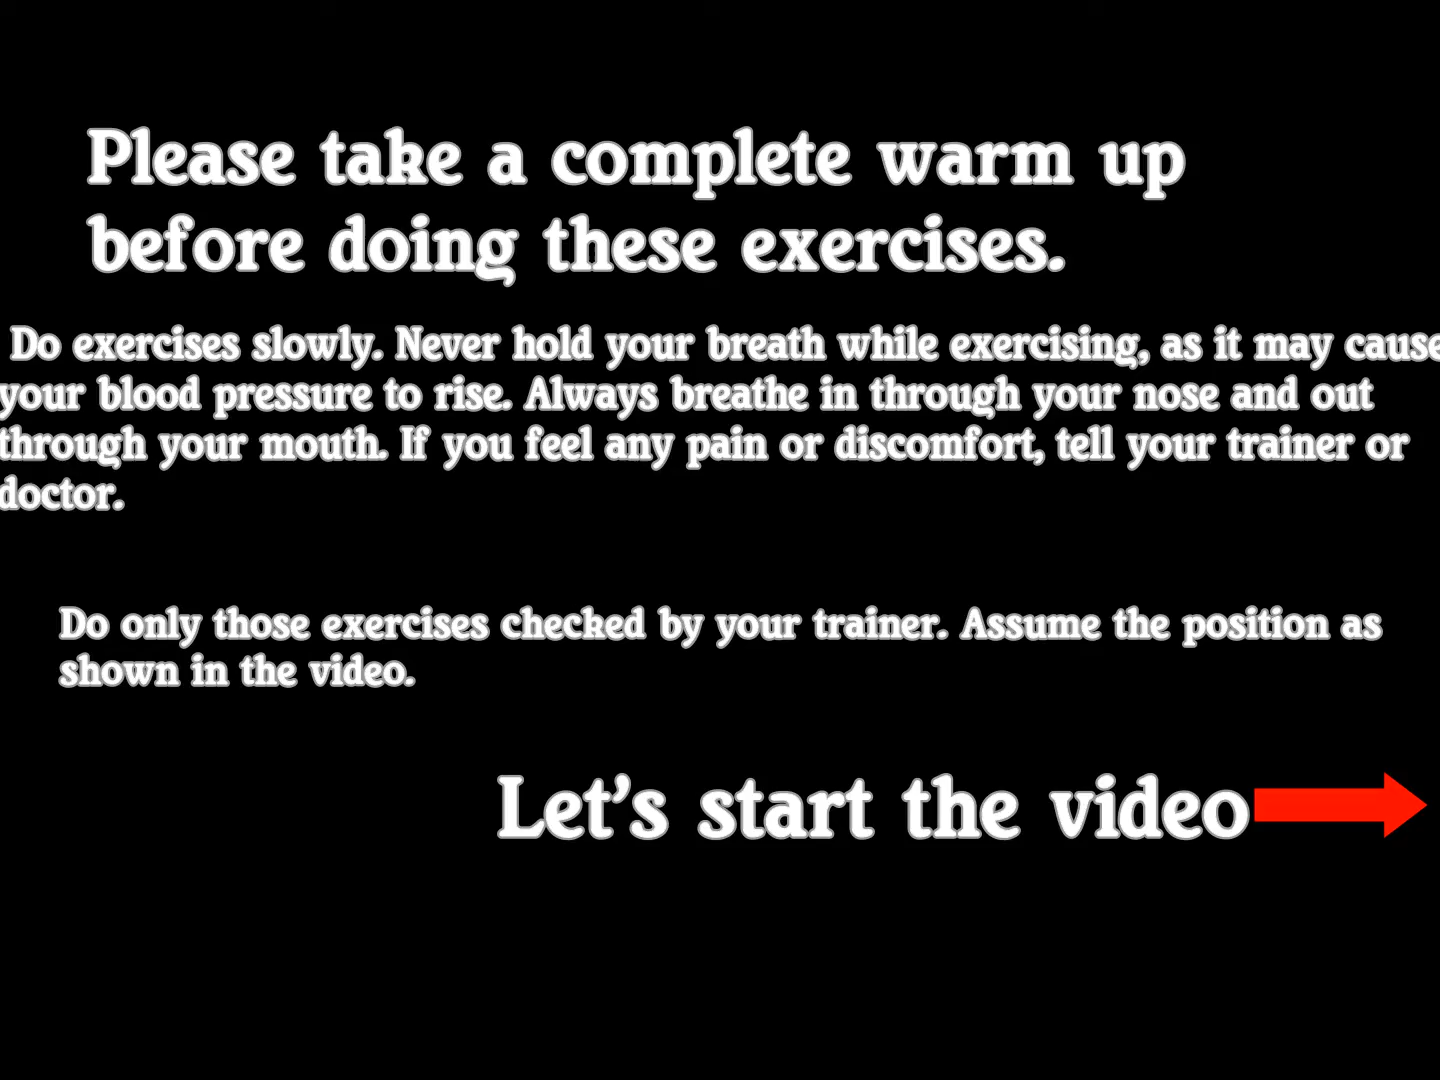 Please take a complete warm up
before doing these exercises.
Do exercises slowly. Never hold your breath while exercising, as it may cause
your blood pressure to rise. Always breathe in through your nose and out
through your mouth. If you feel any pain or discomfort, tell your trainer or
doctor.
Do only those exercises checked by your trainer. Assume the position as
shown in the video.
Let's start the video